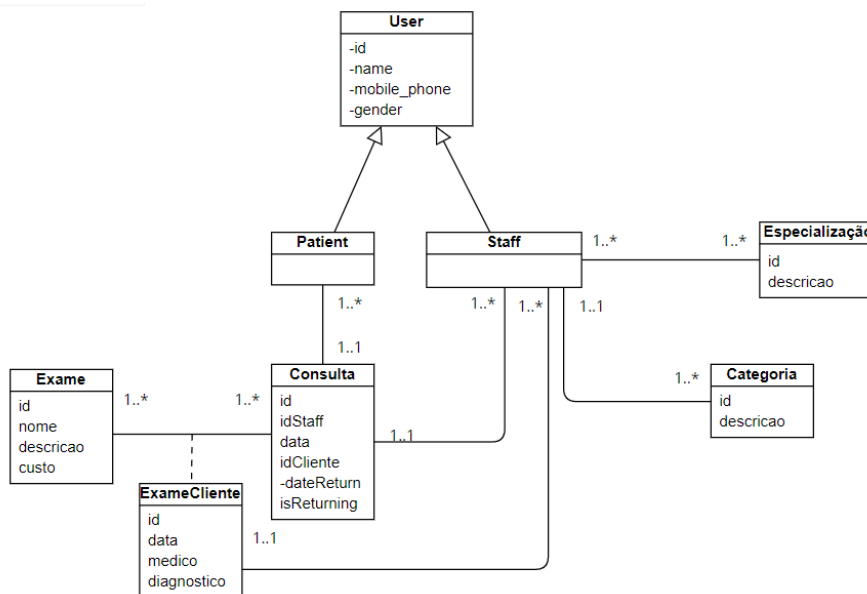 User
-id
-name
-mobile_phone
-gender
Patient
Staff
1..*
1..*
Especialização
id
descricao
1..*
1..*
1..*
1..1
1..1
1..*
Categoria
id
descricao
Exame
id
nome
descricao
custo
1..*
1..*
Consulta
id
idStaff
data
idCliente
-dateReturn
isReturning
1..1
ExameCliente
id
data
medico
diagnostico
1..1